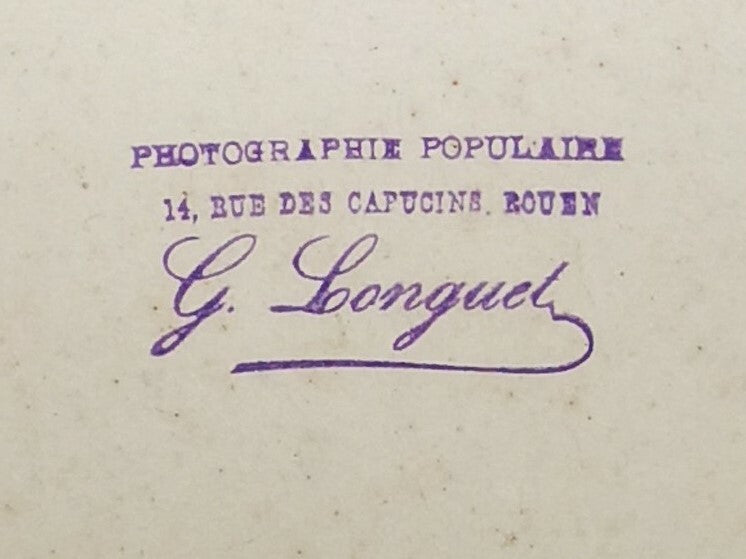 PHOTOGRAPHIE POPULAIRE
14, RUE DES CAPUCINS. ROUEN
G. Longuet